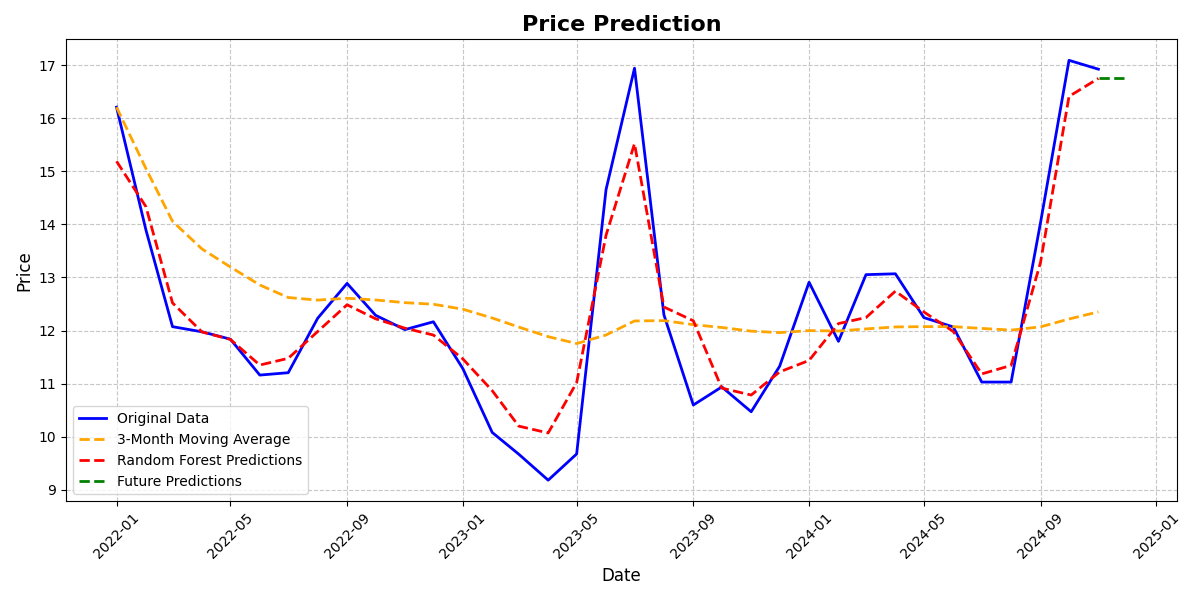 Price Prediction
Price
17
16
15
14
13
12
11
10
9
Original Data
3-Month Moving Average
Random Forest Predictions
Future Predictions
2022-01
2022-05
2022-09
2023-01
2023-05
2023-09
2024-01
2024-05
2024-09
2025-01
Date